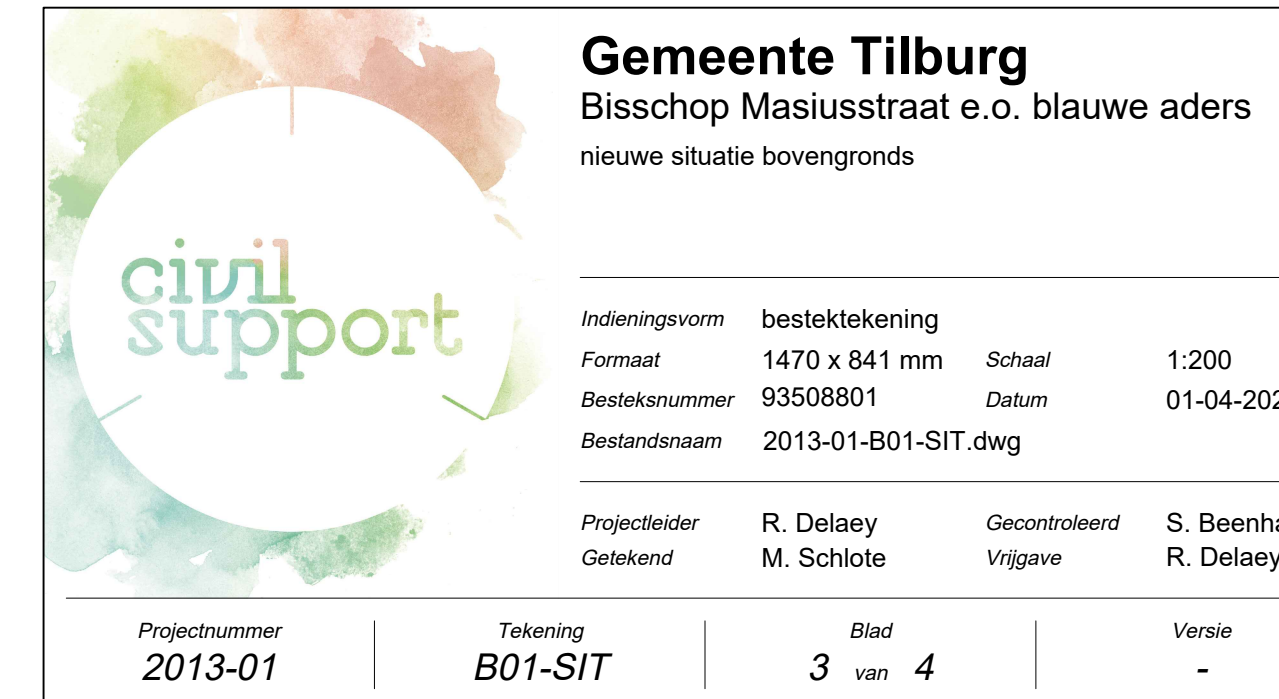 Gemeente Tilburg
Bisschop Masiusstraat e.o. blauwe aders
nieuwe situatie bovengronds
civil
support
Indieningsvorm bestektekening
Formaat 1470 x 841 mm Schaal 1:200
Besteksnummer 93508801 Datum
Bestandsnaam 2013-01-B01-SIT.dwg
Projectleider R. Delaey Gecontroleerd S.
Getekend M. Schlote Vrijgave R. Delaey
Projectnummer Tekening Blad Versie
2013-01 B01-SIT 3 van 4 -